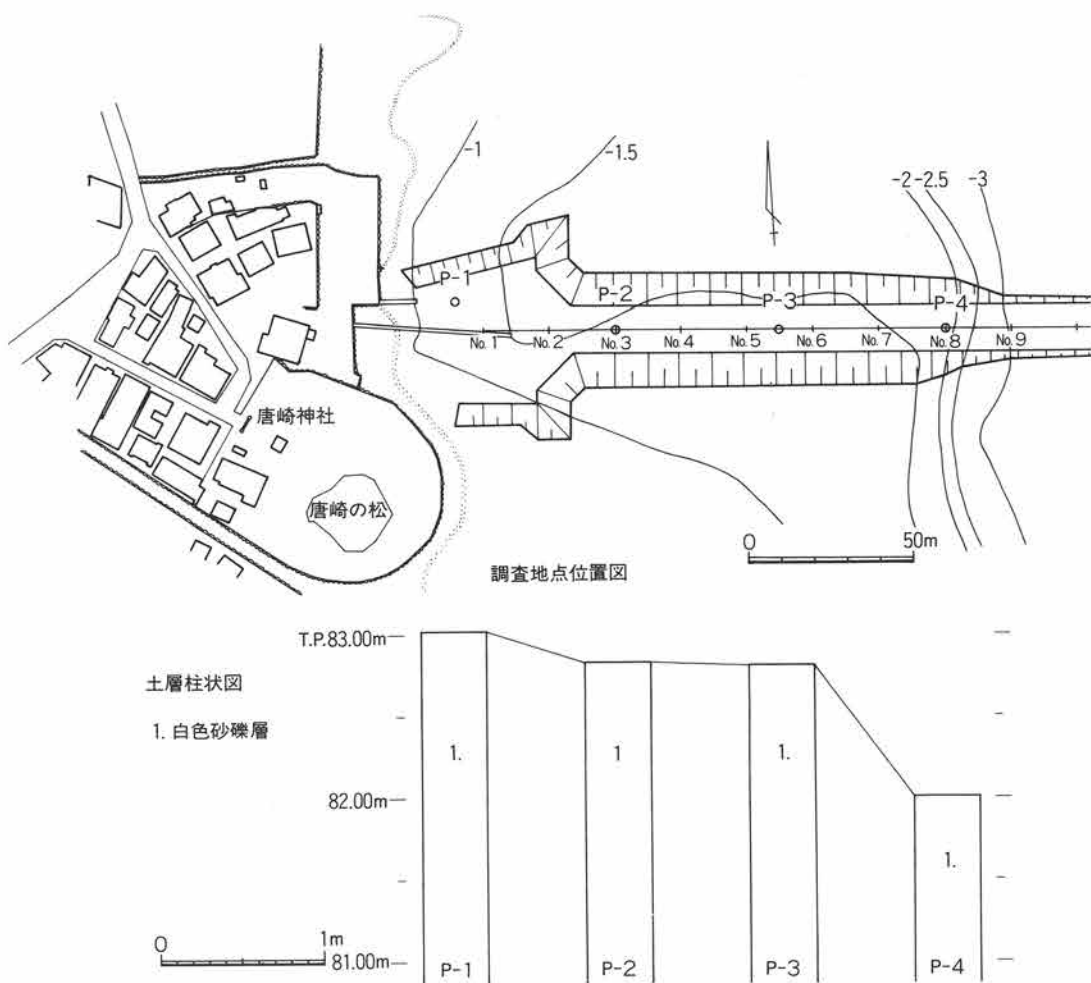 -1
-1.5
-2 -2.5 -3
P-1
P-2
P-3
P-4
No.1 No.2 No.3 No.4 No.5 No.6 No.7 No.8 No.9
唐崎神社
唐崎の松
0 50m
調査地点位置図
T.P.83.00m
土層柱状図
1. 白色砂礫層
1. 1 1.
82.00m
1.
0 1m
81.00m
P-1 P-2 P-3 P-4